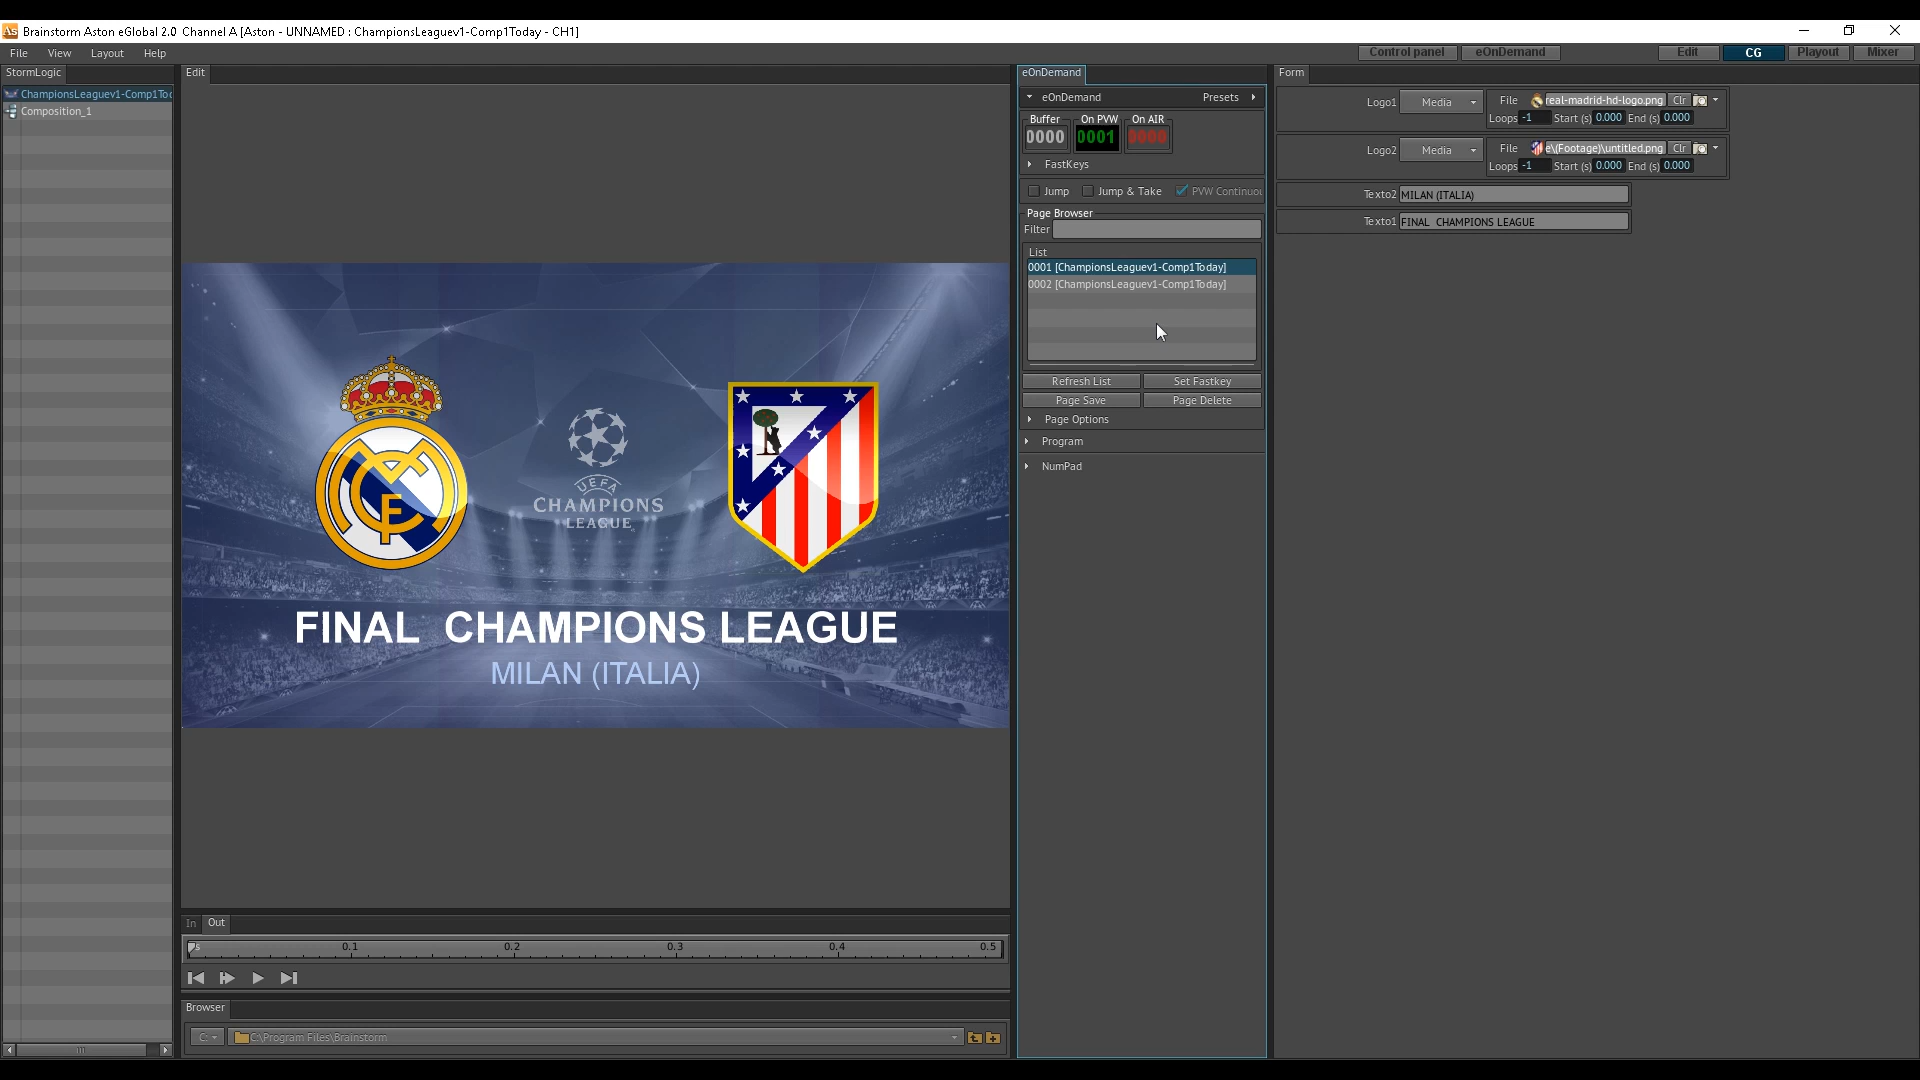 Brainstorm Aston eGlobal 2.0 Channel A [Aston - UNNAMED : ChampionsLeaguev1-Comp1Today - CH1]
File View Layout Help
Control panel eOnDemand Edit CG Playout Mixer
StormLogic
ChampionsLeaguev1-Comp1Too
Composition_1
Edit
UEFA
CHAMPIONS
LEAGUE
FINAL  CHAMPIONS LEAGUE
MILAN (ITALIA)
In Out
0.1 0.2 0.3 0.4 0.5
Browser
C: C:\Program Files\Brainstorm
eOnDemand
eOnDemand Presets
Buffer On PVW On AIR
0000 0001 0000
FastKeys
Jump Jump & Take PVW Continuou
Page Browser
Filter
List
0001 [ChampionsLeaguev1-Comp1Today]
0002 [ChampionsLeaguev1-Comp1Today]
Refresh List Set Fastkey
Page Save Page Delete
Page Options
Program
NumPad
Form
Logo1 Media File real-madrid-hd-logo.png Clr
Loops -1 Start (s) 0.000 End (s) 0.000
Logo2 Media File e\(Footage)\untitled.png Clr
Loops -1 Start (s) 0.000 End (s) 0.000
Texto2 MILAN (ITALIA)
Texto1 FINAL  CHAMPIONS LEAGUE